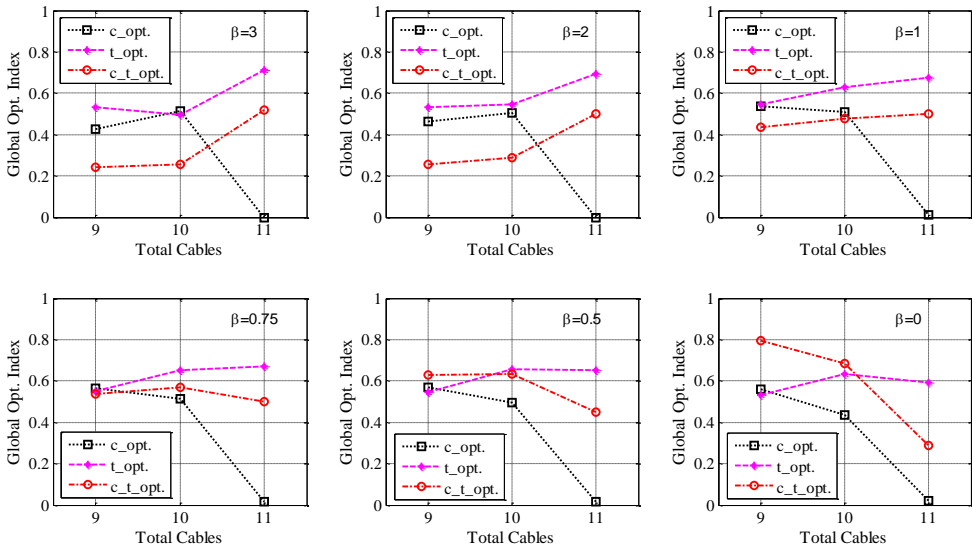 Global Opt. Index
1
0.8
0.6
0.4
0.2
0
c_opt.
t_opt.
c_t_opt.
β=3
9 10 11
Total Cables
Global Opt. Index
1
0.8
0.6
0.4
0.2
0
c_opt.
t_opt.
c_t_opt.
β=2
9 10 11
Total Cables
Global Opt. Index
1
0.8
0.6
0.4
0.2
0
c_opt.
t_opt.
c_t_opt.
β=1
9 10 11
Total Cables
Global Opt. Index
1
0.8
0.6
0.4
0.2
0
β=0.75
c_opt.
t_opt.
c_t_opt.
9 10 11
Total Cables
Global Opt. Index
1
0.8
0.6
0.4
0.2
0
β=0.5
c_opt.
t_opt.
c_t_opt.
9 10 11
Total Cables
Global Opt. Index
1
0.8
0.6
0.4
0.2
0
β=0
c_opt.
t_opt.
c_t_opt.
9 10 11
Total Cables